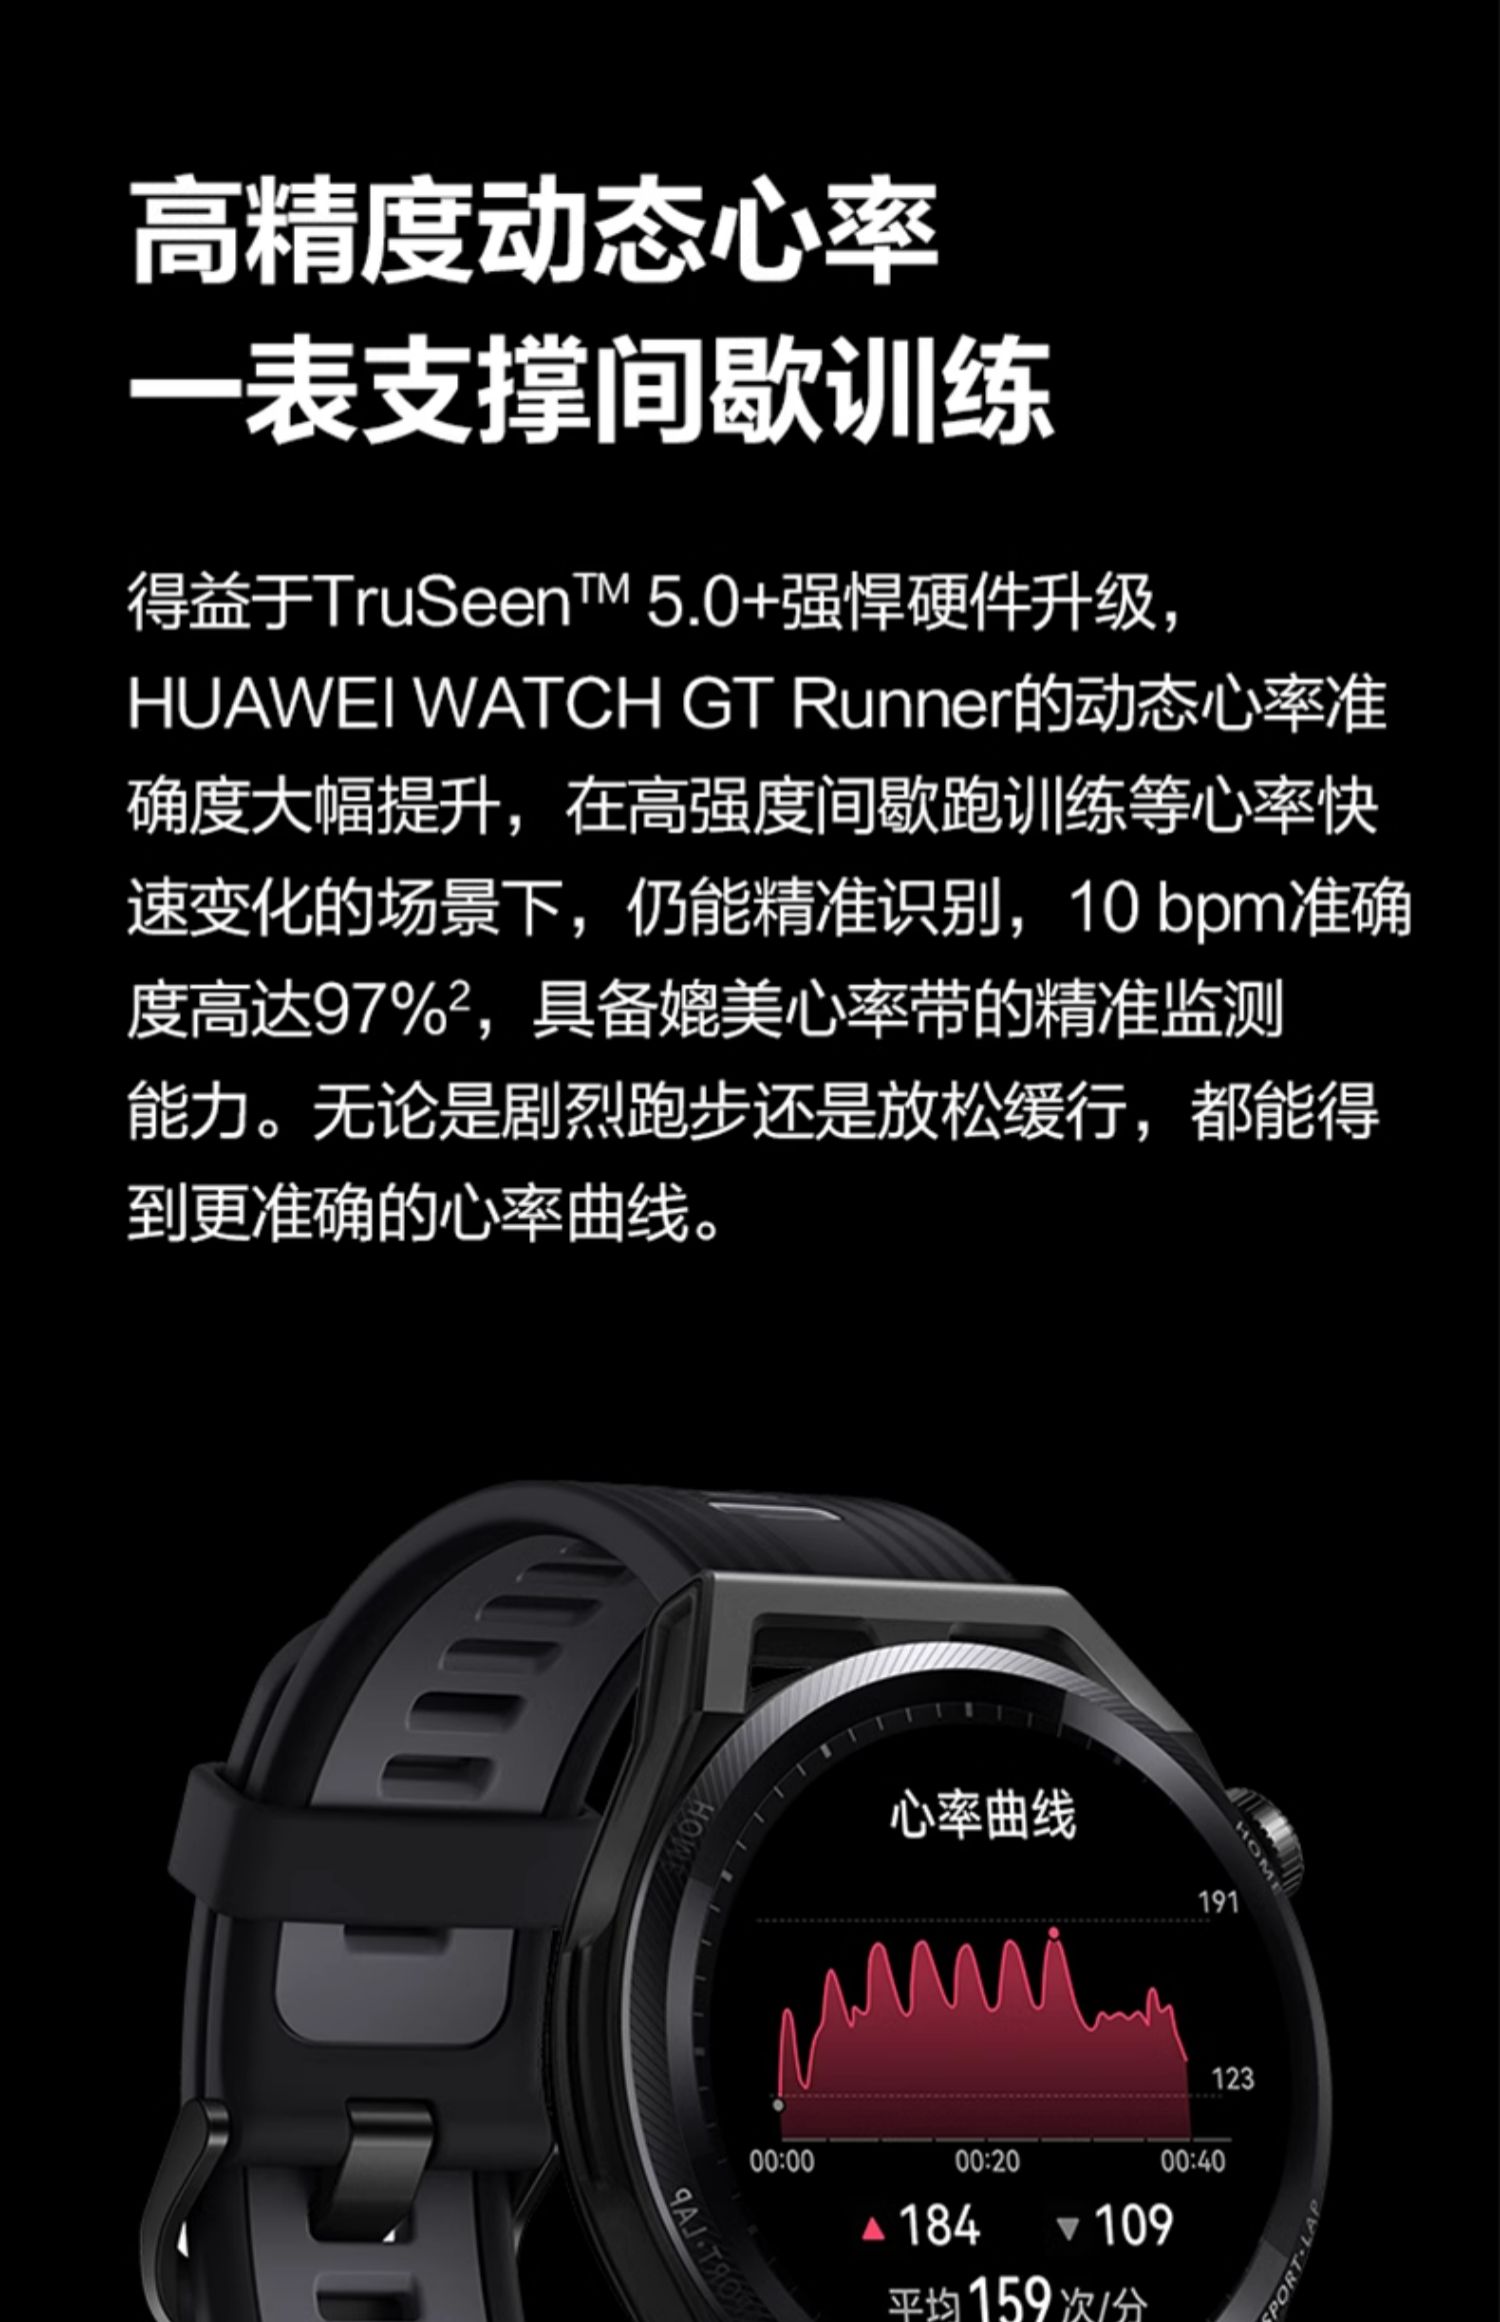 高精度动态心率
一表支撑间歇训练
得益于TruSeen™ 5.0+强悍硬件升级，
HUAWEI WATCH GT Runner的动态心率准
确度大幅提升，在高强度间歇跑训练等心率快
速变化的场景下，仍能精准识别，10 bpm准确
度高达97%²，具备媲美心率带的精准监测
能力。无论是剧烈跑步还是放松缓行，都能得
到更准确的心率曲线。
心率曲线
HOME
191
123
00:00 00:20 00:40
▲ 184 ▼ 109
平均159次/分
SPORT·LAP